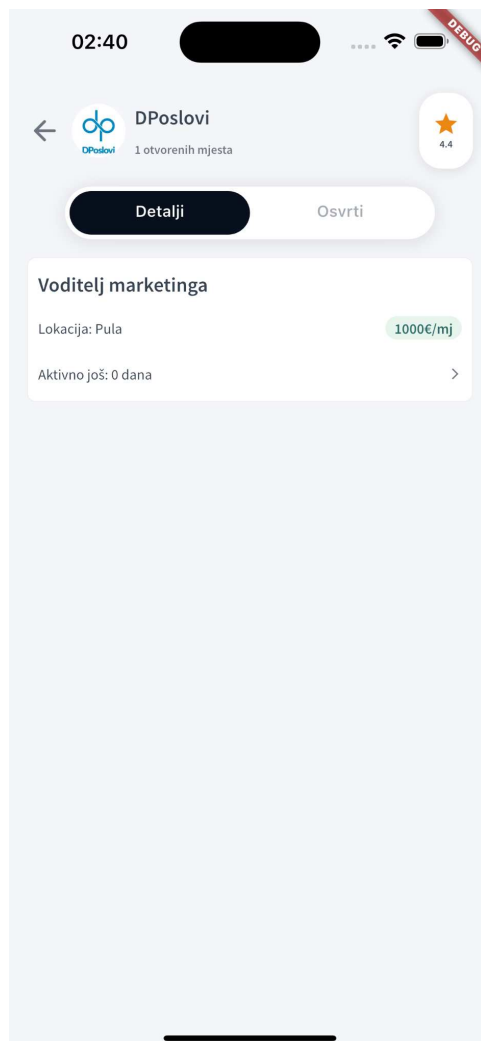 02:40
DEBUG
dp
DPoslovi
DPoslovi
1 otvorenih mjesta
4.4
Detalji
Osvrti
Voditelj marketinga
Lokacija: Pula
1000€/mj
Aktivno još: 0 dana